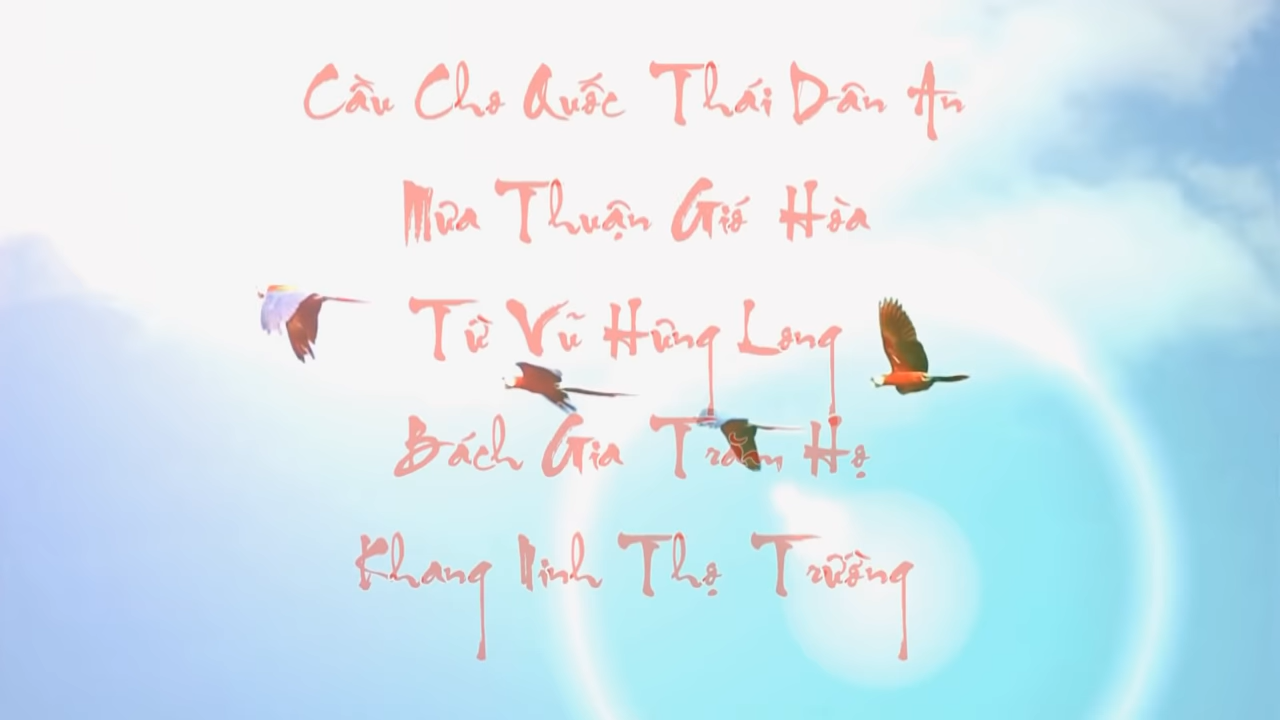 Cầu Cho Quốc Thái Dân An
Mưa Thuận Gió Hòa
Từ Vũ Hưng Long
Bách Gia Trăm Họ
Khang Ninh Thọ Trường